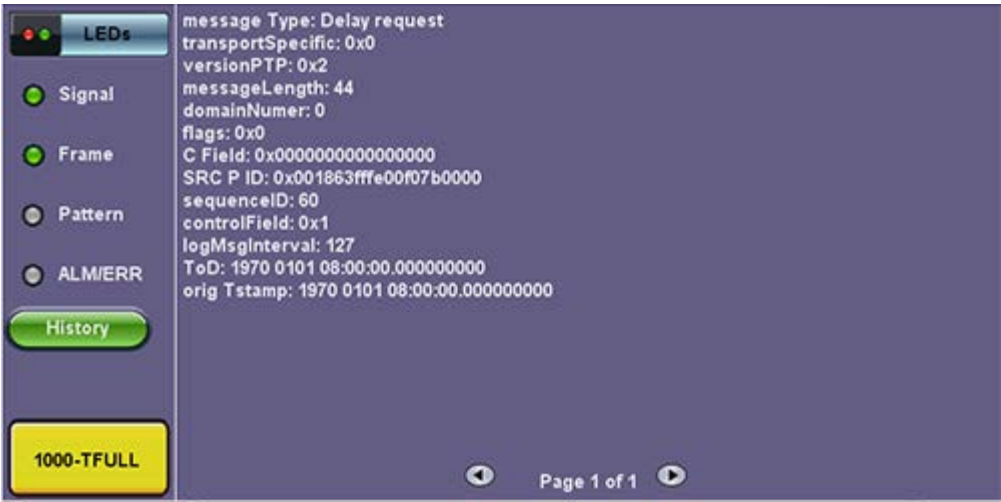 LEDs
Signal
Frame
Pattern
ALM/ERR
History
1000-TFULL
message Type: Delay request
transportSpecific: 0x0
versionPTP: 0x2
messageLength: 44
domainNumer: 0
flags: 0x0
C Field: 0x0000000000000000
SRC P ID: 0x001863fffe00f07b0000
sequenceID: 60
controlField: 0x1
logMsgInterval: 127
ToD: 1970 0101 08:00:00.000000000
orig Tstamp: 1970 0101 08:00:00.000000000
Page 1 of 1